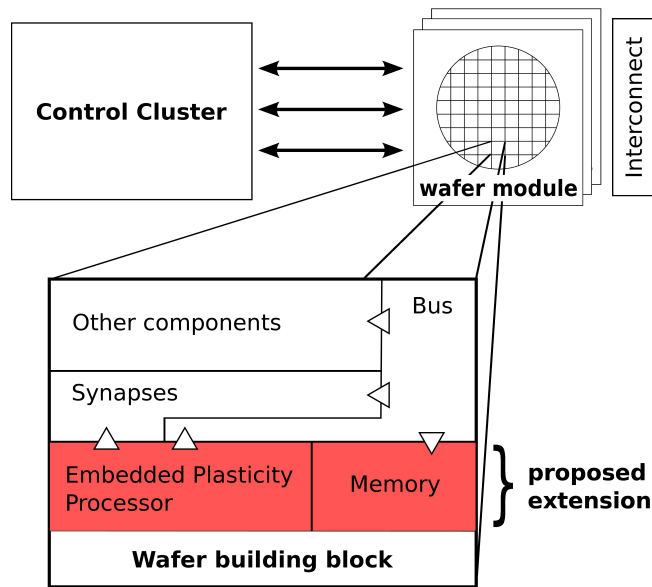 Control Cluster
wafer module
Interconnect
Other components
Bus
Synapses
Embedded Plasticity
Processor
Memory
proposed
extension
Wafer building block